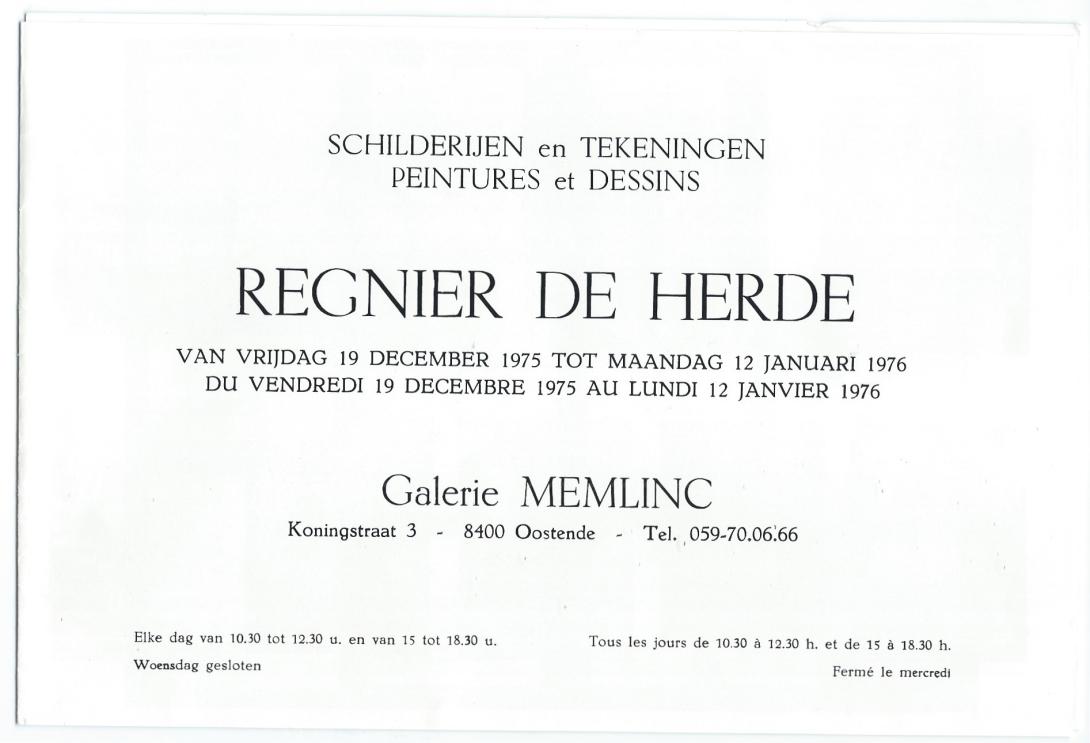 SCHILDERIJEN en TEKENINGEN
PEINTURES et DESSINS
REGNIER DE HERDE
VAN VRIJDAG 19 DECEMBER 1975 TOT MAANDAG 12 JANUARI 1976
DU VENDREDI 19 DECEMBRE 1975 AU LUNDI 12 JANVIER 1976
Galerie MEMLINC
Koningstraat 3 - 8400 Oostende - Tel. 059-70.06.66
Elke dag van 10.30 tot 12.30 u. en van 15 tot 18.30 u.
Woensdag gesloten
Tous les jours de 10.30 à 12.30 h. et de 15 à 18.30 h.
Fermé le mercredi